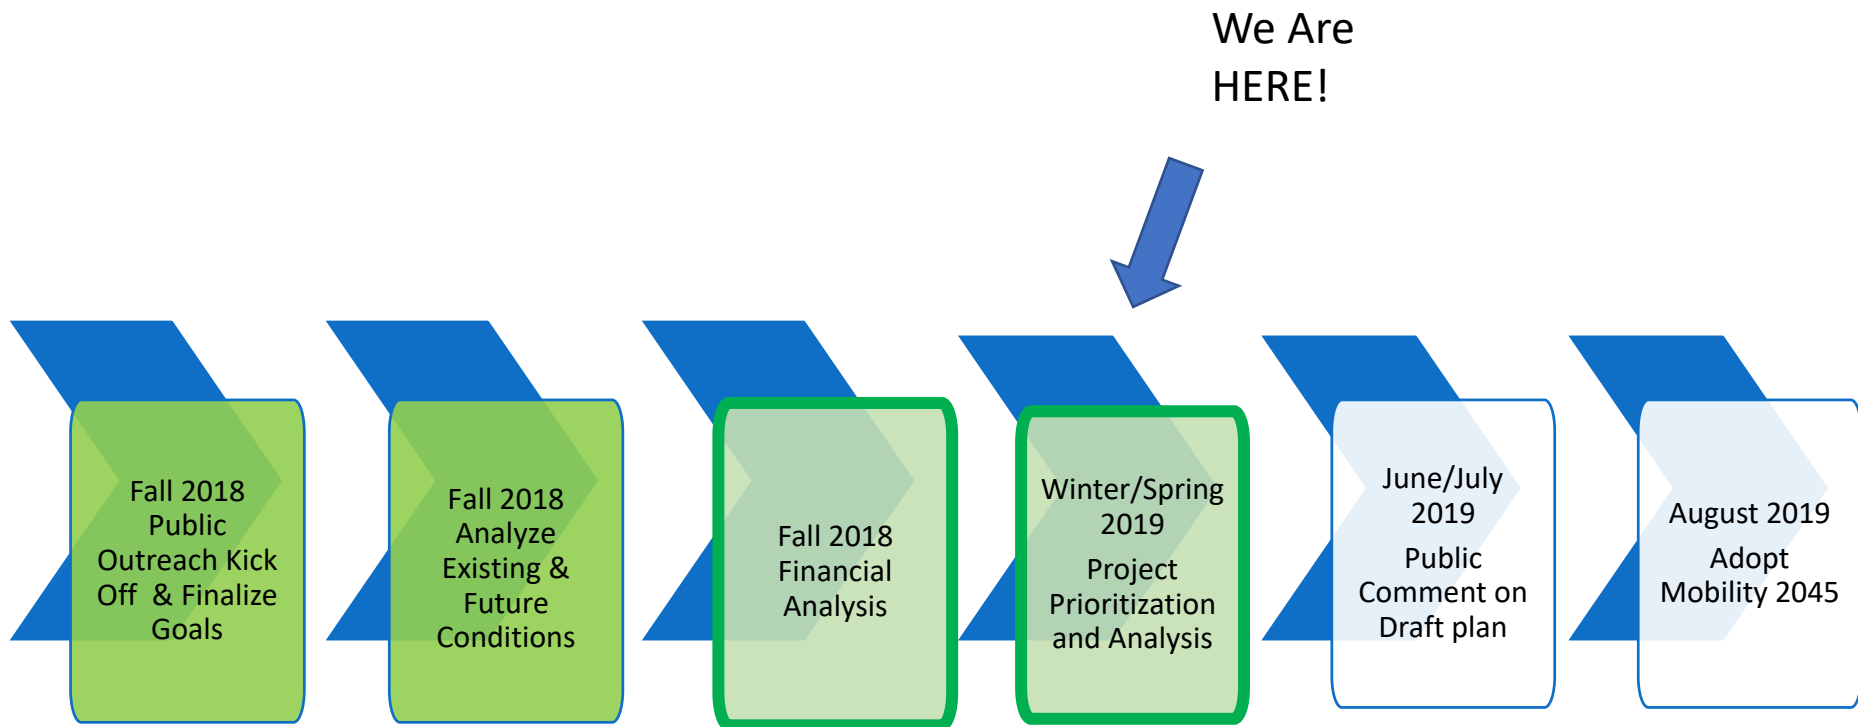 We Are
HERE!
Fall 2018
Public
Outreach Kick
Off & Finalize
Goals
Fall 2018
Analyze
Existing &
Future
Conditions
Fall 2018
Financial
Analysis
Winter/Spring
2019
Project
Prioritization
and Analysis
June/July
2019
Public
Comment on
Draft plan
August 2019
Adopt
Mobility 2045